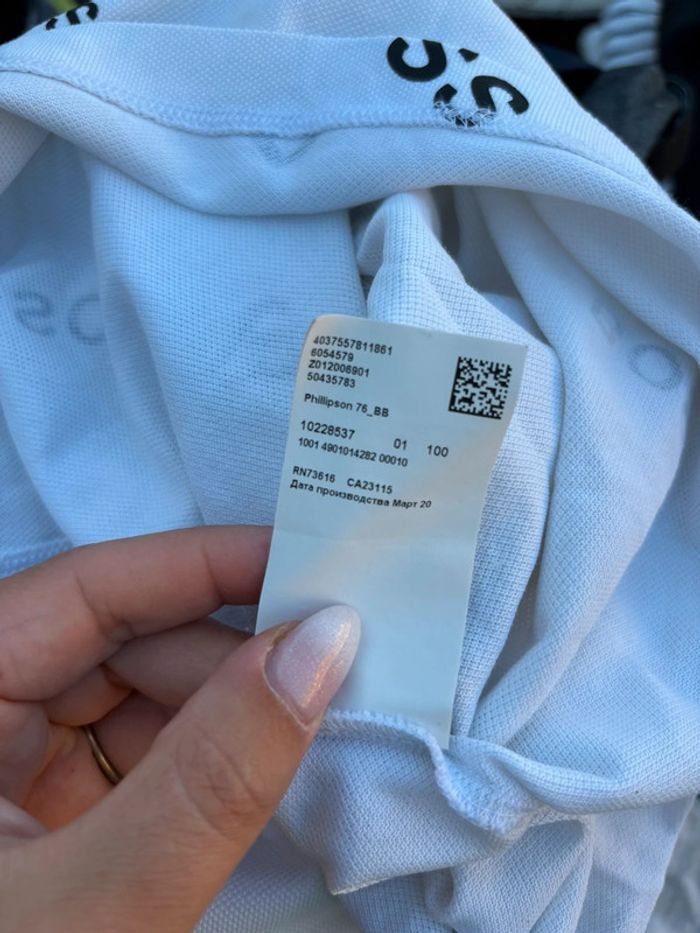 4037557811861
6054579
Z012006901
50435783
Phillipson 76_BB
10228537 01 100
1001 4901014282 00010
RN73616 CA23115
Дата производства Март 20